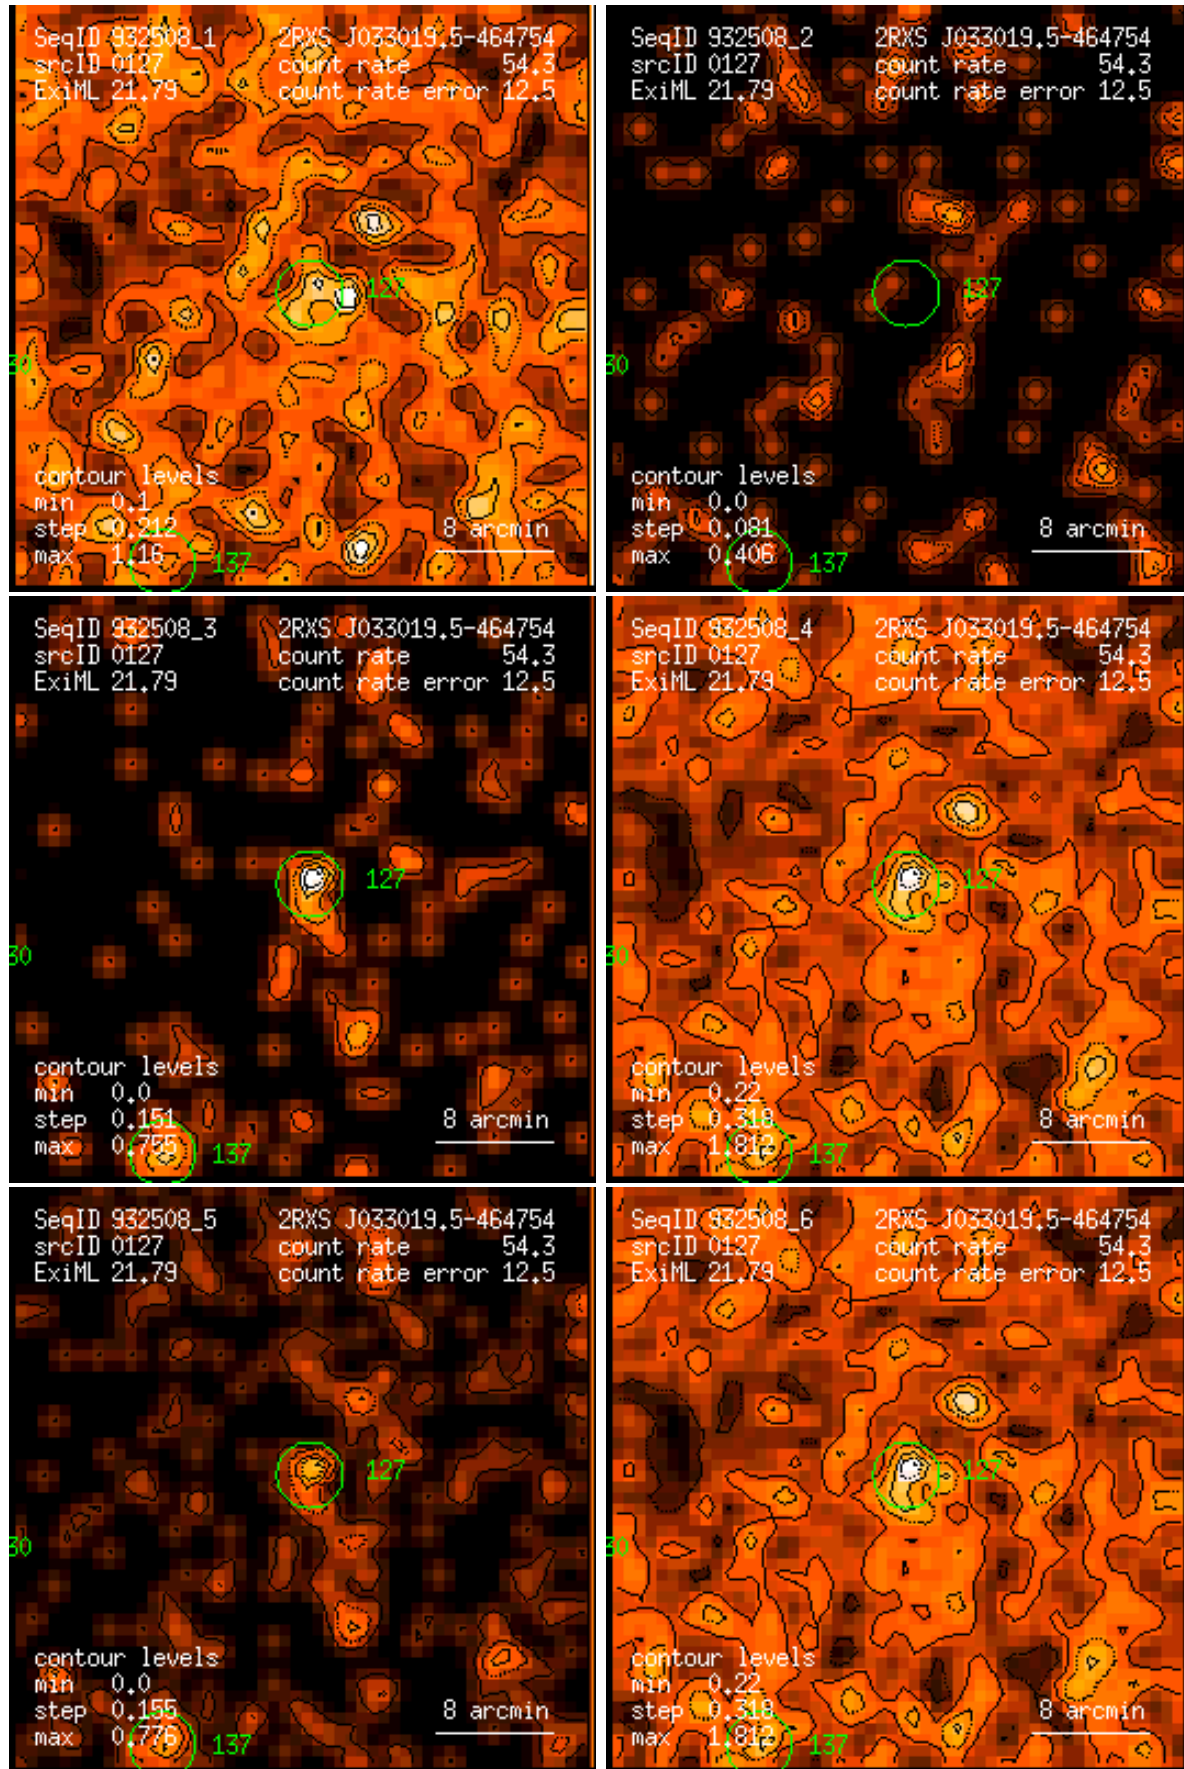 SeqID 932508_1 2RXS J033019.5-464754
srcID 0127 count rate 54.3
ExiML 21.79 count rate error 12.5
127
30
contour levels
min 0.1
step 0.212 8 arcmin
max 1.16 137
SeqID 932508_2 2RXS J033019.5-464754
srcID 0127 count rate 54.3
ExiML 21.79 count rate error 12.5
127
30
contour levels
min 0.0
step 0.081 8 arcmin
max 0.406 137
SeqID 932508_3 2RXS J033019.5-464754
srcID 0127 count rate 54.3
ExiML 21.79 count rate error 12.5
127
30
contour levels
min 0.0
step 0.151 8 arcmin
max 0.755 137
SeqID 932508_4 2RXS J033019.5-464754
srcID 0127 count rate 54.3
ExiML 21.79 count rate error 12.5
127
30
contour levels
min 0.22
step 0.318 8 arcmin
max 1.812 137
SeqID 932508_5 2RXS J033019.5-464754
srcID 0127 count rate 54.3
ExiML 21.79 count rate error 12.5
127
30
contour levels
min 0.0
step 0.155 8 arcmin
max 0.776 137
SeqID 932508_6 2RXS J033019.5-464754
srcID 0127 count rate 54.3
ExiML 21.79 count rate error 12.5
127
30
contour levels
min 0.22
step 0.318 8 arcmin
max 1.812 137